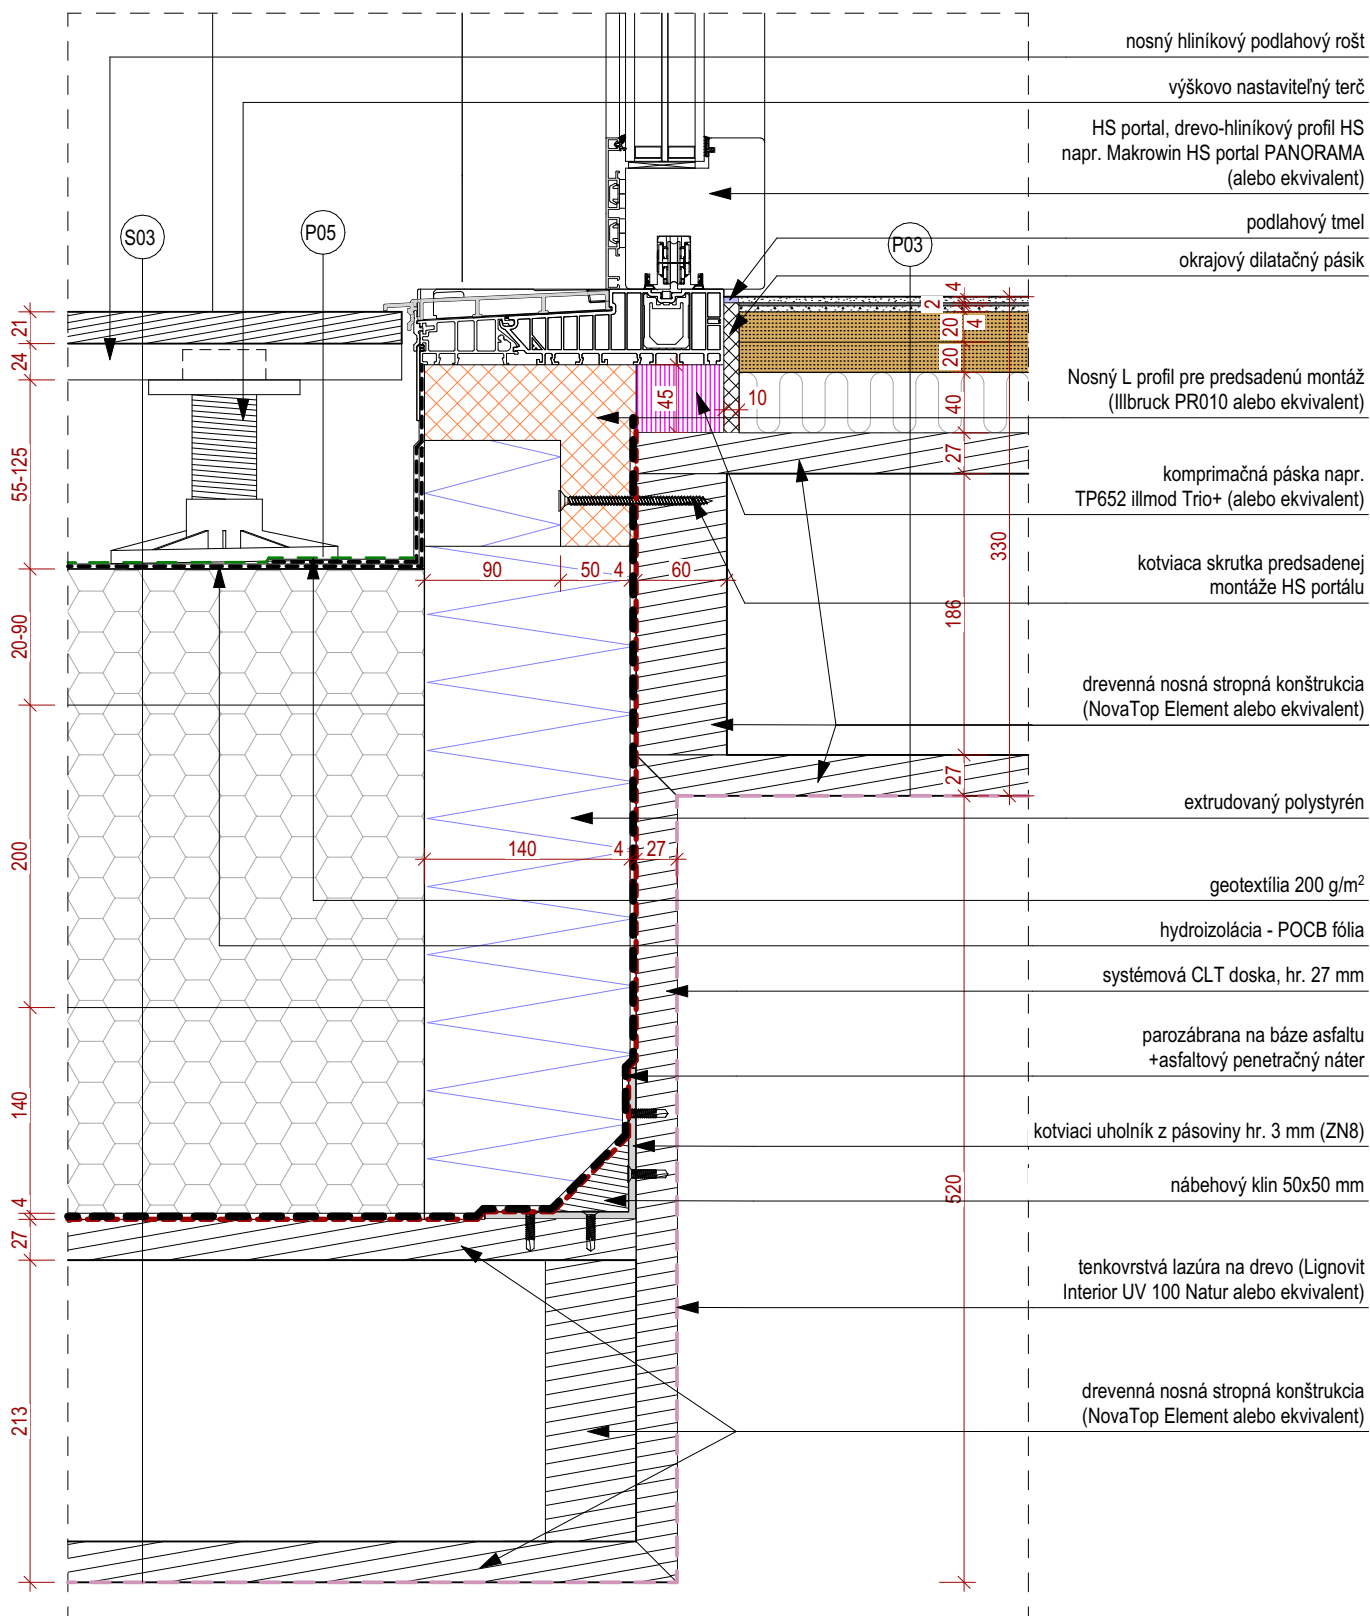 nosný hliníkový podlahový rošt
výškovo nastaviteľný terč
HS portal, drevo-hliníkový profil HS
napr. Makrowin HS portal PANORAMA
(alebo ekvivalent)
podlahový tmel
okrajový dilatačný pásik
Nosný L profil pre predsadenú montáž
(Illbruck PR010 alebo ekvivalent)
komprimačná páska napr.
TP652 illmod Trio+ (alebo ekvivalent)
kotviaca skrutka predsadenej
montáže HS portálu
drevenná nosná stropná konštrukcia
(NovaTop Element alebo ekvivalent)
extrudovaný polystyrén
geotextília 200 g/m²
hydroizolácia - POCB fólia
systémová CLT doska, hr. 27 mm
parozábrana na báze asfaltu
+asfaltový penetračný náter
kotviaci uholník z pásoviny hr. 3 mm (ZN8)
nábehový klin 50x50 mm
tenkovrstvá lazúra na drevo (Lignovit
Interior UV 100 Natur alebo ekvivalent)
drevenná nosná stropná konštrukcia
(NovaTop Element alebo ekvivalent)
S03
P05
P03
21
24
55-125
20-90
200
140
4
27
213
4
2
20
4
20
40
27
186
27
330
520
45
10
90
50
4
60
140
4
27